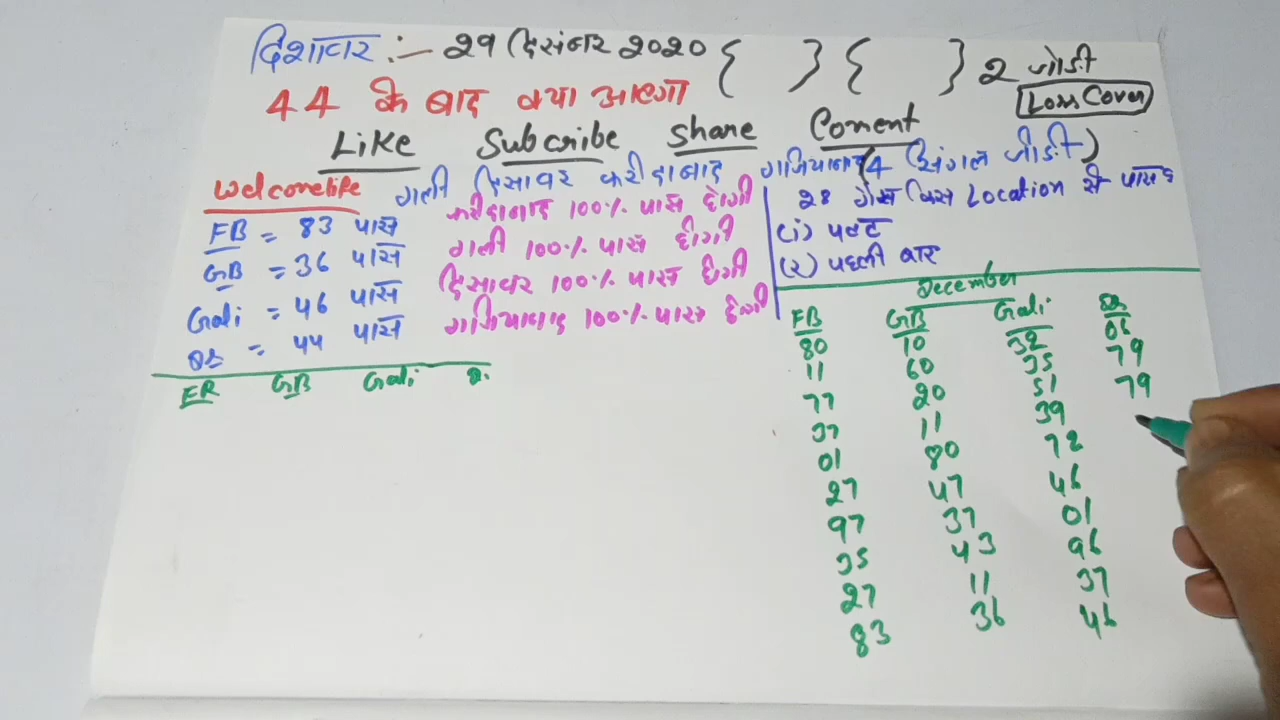 दिशावर :- 29 दिसंबर 2020 { } { } 2 जोडी
44 के बाद क्या आएगा
Loss Cover
Like Subcribe Share Coment
गली दिसावर फरीदाबाद गाजियाबाद (4 सिंगल जोडी)
welcomelife
FB = 83 पास
GB = 36 पास
Gali = 46 पास
DS = 44 पास
फरीदाबाद 100% पास होगी
गली 100% पास होगी
दिसावर 100% पास होगी
गाजियाबाद 100% पास होगी
28 गेम किस Location से पास
(1) पलट
(2) पहली बार
FB GB Gali D.
December
FB GB Gali DS
80 10 32 06
11 60 35 79
77 20 51 79
37 11 39
01 80 72
27 47 46
97 37 01
35 43 96
27 11 37
83 36 46